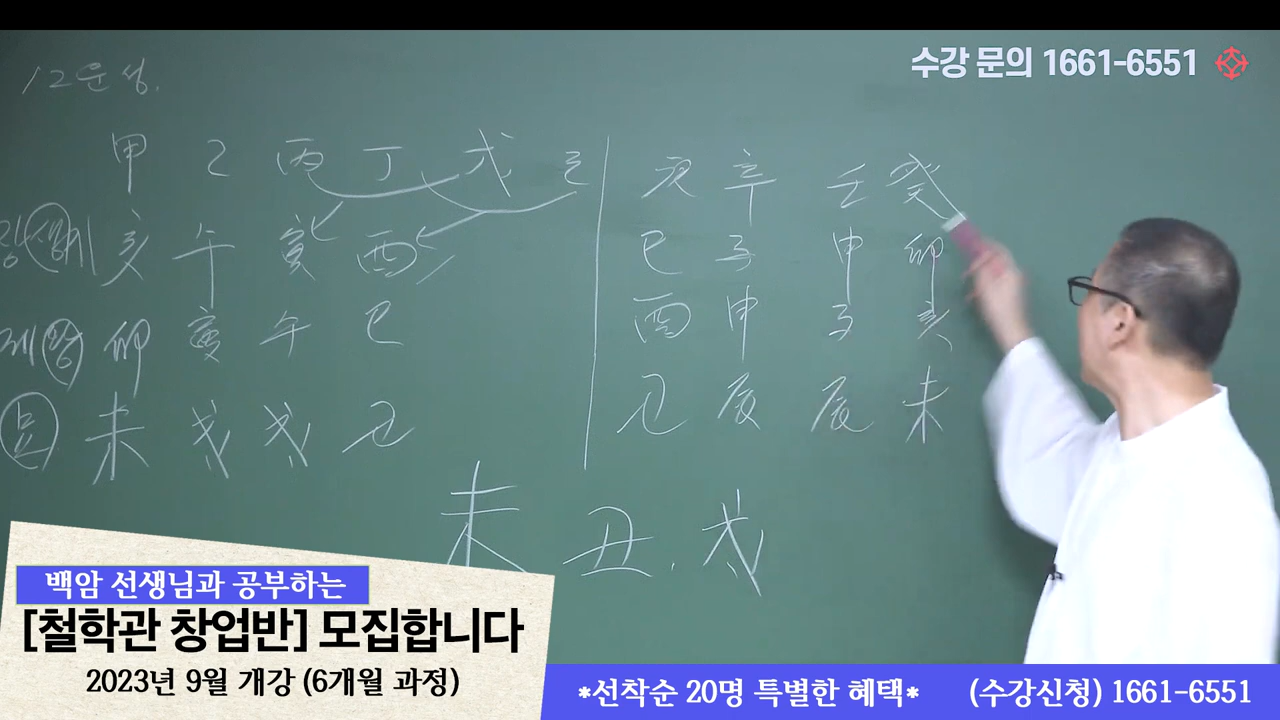 수강 문의 1661-6551
12운성.
甲 乙 丙 丁 戊 己 庚 辛 壬 癸
장생 亥 午 寅 酉 巳 子 申 卯
제왕 卯 寅 午 巳 酉 申 子 亥
묘 未 戌 戌 丑 丑 辰 辰 未
未 丑. 戌
백암 선생님과 공부하는
[철학관 창업반] 모집합니다
2023년 9월 개강 (6개월 과정)
*선착순 20명 특별한 혜택* (수강신청) 1661-6551